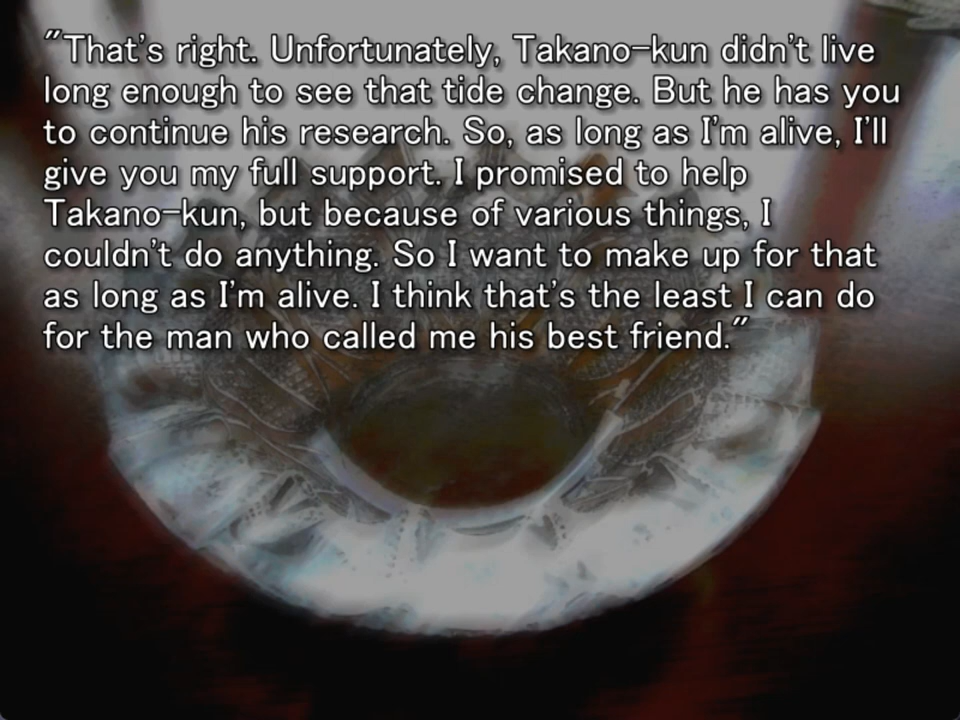 "That's right. Unfortunately, Takano-kun didn't live
long enough to see that tide change. But he has you
to continue his research. So, as long as I'm alive, I'll
give you my full support. I promised to help
Takano-kun, but because of various things, I
couldn't do anything. So I want to make up for that
as long as I'm alive. I think that's the least I can do
for the man who called me his best friend."